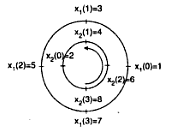 x₁(1)=3
x₂(1)=4
x₂(0)=2
x₁(2)=5
x₁(0)=1
x₂(2)=6
x₂(3)=8
x₁(3)=7